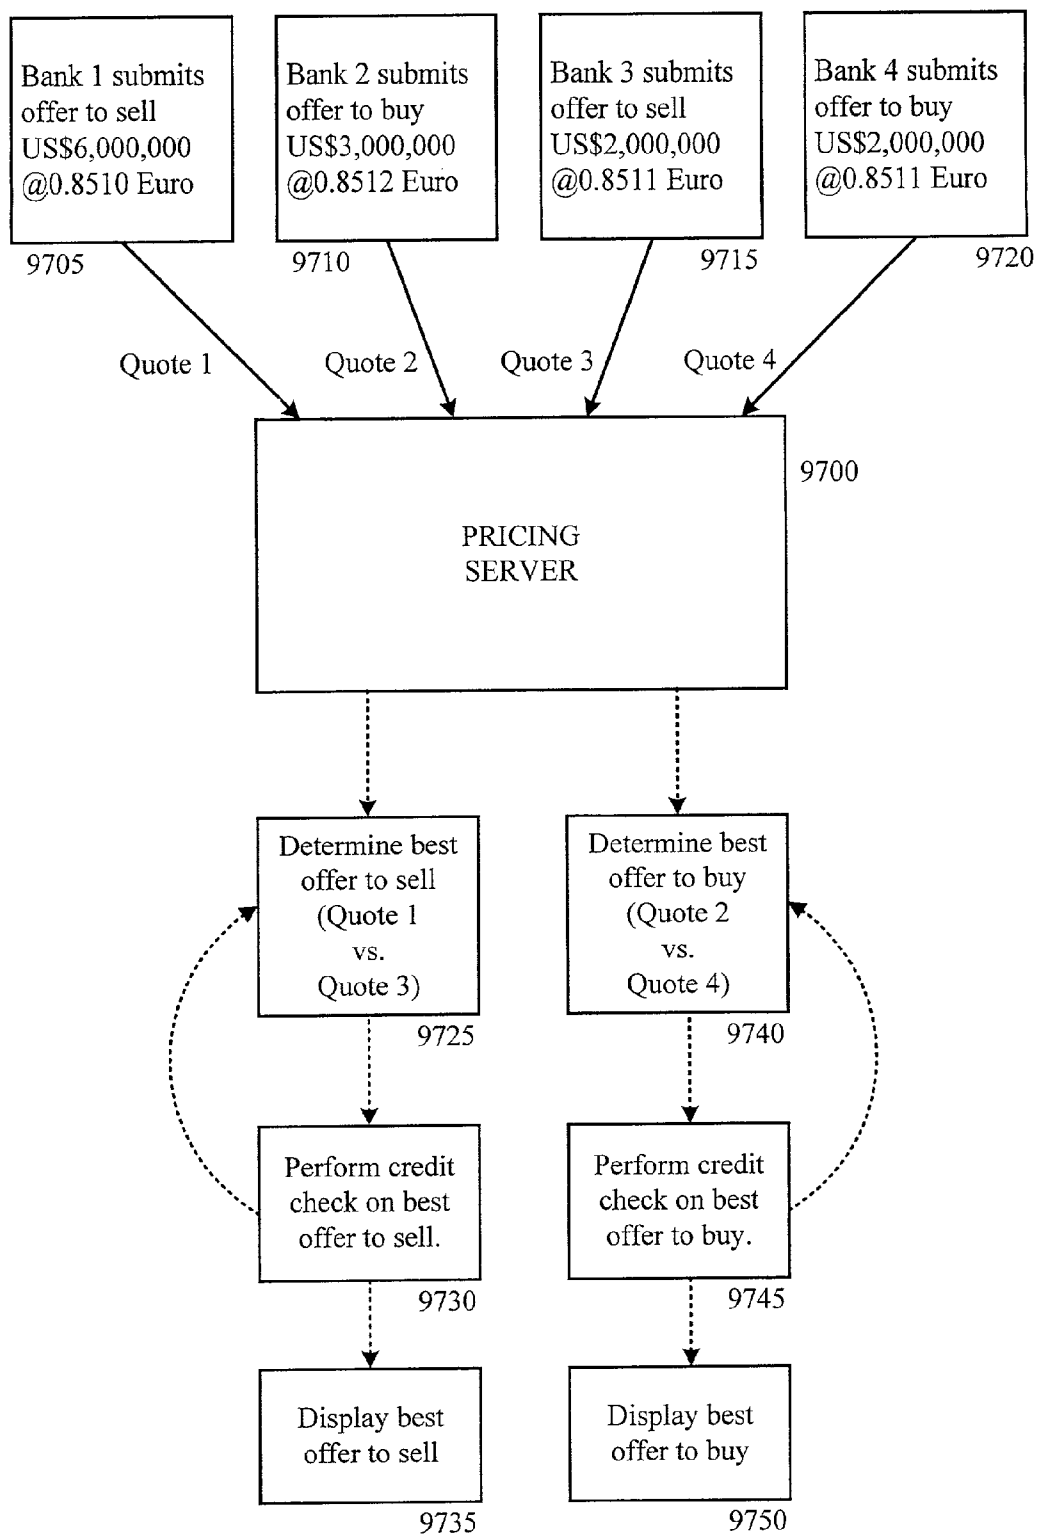 Bank 1 submits
offer to sell
US$6,000,000
@0.8510 Euro
9705
Bank 2 submits
offer to buy
US$3,000,000
@0.8512 Euro
9710
Bank 3 submits
offer to sell
US$2,000,000
@0.8511 Euro
9715
Bank 4 submits
offer to buy
US$2,000,000
@0.8511 Euro
9720
Quote 1
Quote 2
Quote 3
Quote 4
9700
PRICING
SERVER
Determine best
offer to sell
(Quote 1
vs.
Quote 3)
9725
Determine best
offer to buy
(Quote 2
vs.
Quote 4)
9740
Perform credit
check on best
offer to sell.
9730
Perform credit
check on best
offer to buy.
9745
Display best
offer to sell
9735
Display best
offer to buy
9750